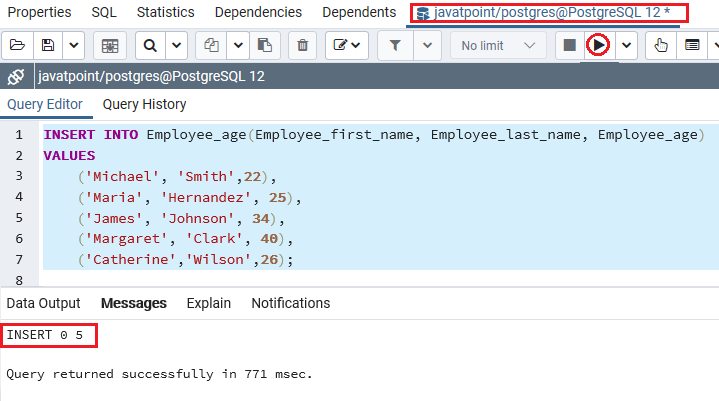 Properties SQL Statistics Dependencies Dependents javatpoint/postgres@PostgreSQL 12 *
No limit
javatpoint/postgres@PostgreSQL 12
Query Editor Query History
1 INSERT INTO Employee_age(Employee_first_name, Employee_last_name, Employee_age)
2 VALUES
3 ('Michael', 'Smith',22),
4 ('Maria', 'Hernandez', 25),
5 ('James', 'Johnson', 34),
6 ('Margaret', 'Clark', 40),
7 ('Catherine','Wilson',26);
8
Data Output Messages Explain Notifications
INSERT 0 5
Query returned successfully in 771 msec.